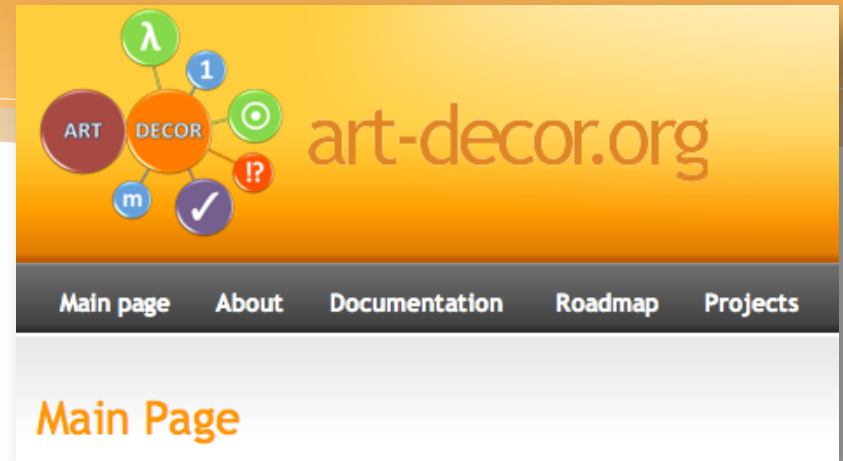 λ
1
ART DECOR
art-decor.org
!?
m
✓
Main page About Documentation Roadmap Projects
Main Page